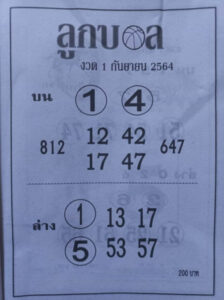 ลูกบอล
งวด 1 กันยายน 2564
บน 1 4
812 12 42 647
17 47
ล่าง 1 13 17
5 53 57
200 บาท